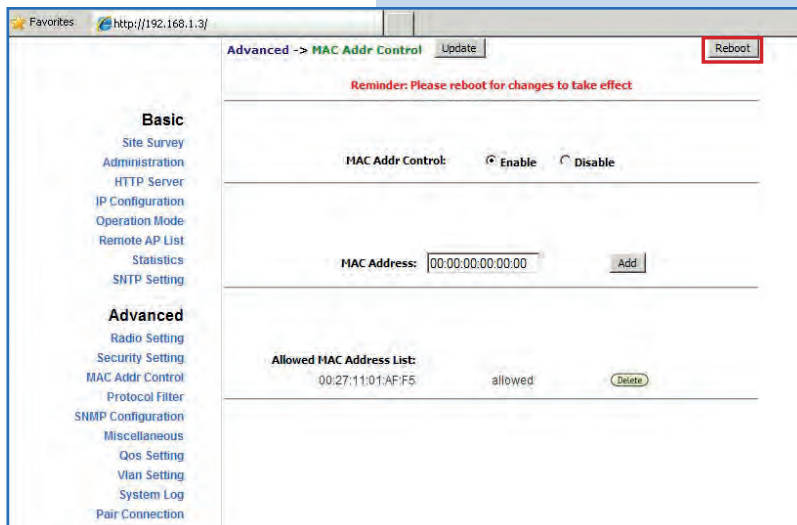 Favorites http://192.168.1.3/
Advanced -> MAC Addr Control Update Reboot
Reminder: Please reboot for changes to take effect
Basic
Site Survey
Administration
HTTP Server
IP Configuration
Operation Mode
Remote AP List
Statistics
SNTP Setting
Advanced
Radio Setting
Security Setting
MAC Addr Control
Protocol Filter
SNMP Configuration
Miscellaneous
Qos Setting
Vlan Setting
System Log
Pair Connection
MAC Addr Control: Enable Disable
MAC Address: 00:00:00:00:00:00 Add
Allowed MAC Address List:
00:27:11:01:AF:F5 allowed Delete